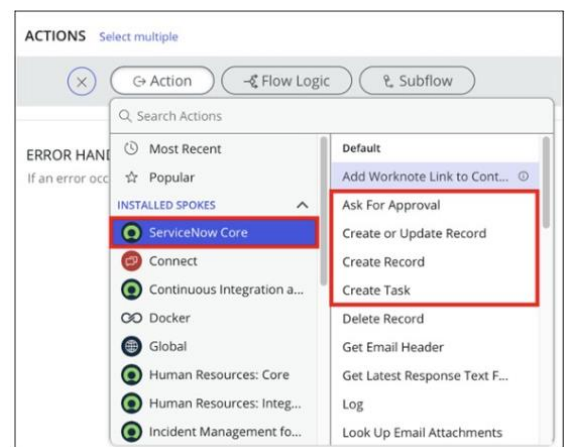 ACTIONS Select multiple
Action Flow Logic Subflow
Search Actions
Most Recent
Popular
INSTALLED SPOKES
ServiceNow Core
Connect
Continuous Integration a...
Docker
Global
Human Resources: Core
Human Resources: Integ...
Incident Management fo...
Default
Add Worknote Link to Cont...
Ask For Approval
Create or Update Record
Create Record
Create Task
Delete Record
Get Email Header
Get Latest Response Text F...
Log
Look Up Email Attachments
ERROR HAND
If an error occ